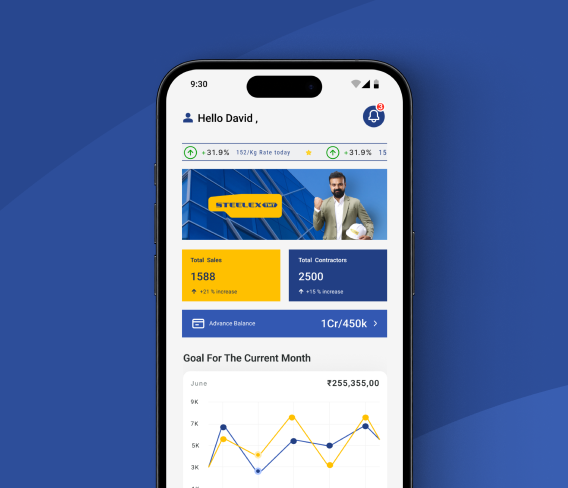 9:30
Hello David ,
3
+31.9% 152/Kg Rate today +31.9% 15
STEELEX
Total Sales
1588
+21 % increase
Total Contractors
2500
+15 % increase
Advance Balance 1Cr/450k >
Goal For The Current Month
June ₹255,355,00
9K
7K
5K
3K